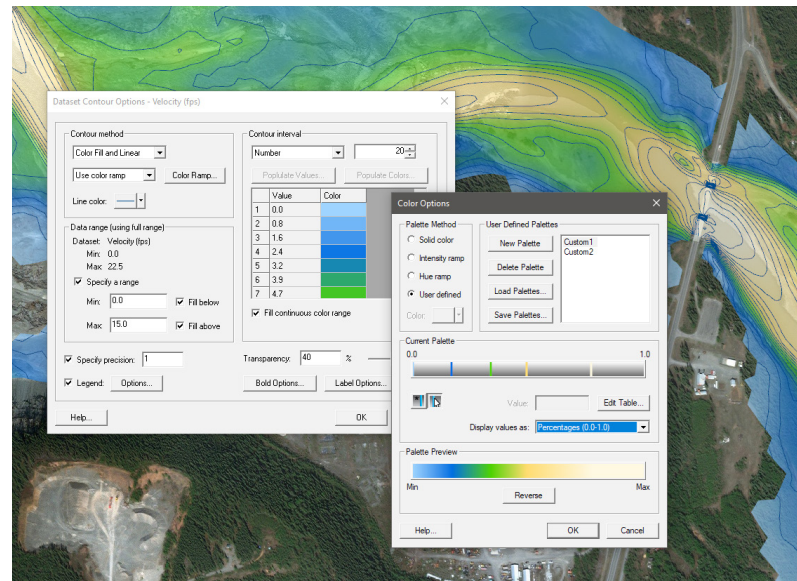 Dataset Contour Options - Velocity (fps)
Contour method
Color Fill and Linear
Use color ramp
Color Ramp...
Line color:
Data range (using full range)
Dataset: Velocity (fps)
Min: 0.0
Max: 22.5
Specify a range
Min: 0.0
Fill below
Max: 15.0
Fill above
Specify precision: 1
Legend: Options...
Contour interval
Number
20
Populate Values...
Populate Colors...
Value Color
1 0.0
2 0.8
3 1.6
4 2.4
5 3.2
6 3.9
7 4.7
Fill continuous color range
Transparency: 40 %
Bold Options...
Label Options...
Help...
OK
Color Options
Palette Method
Solid color
Intensity ramp
Hue ramp
User defined
Color:
User Defined Palettes
New Palette
Delete Palette
Load Palettes...
Save Palettes...
Custom1
Custom2
Current Palette
0.0 1.0
Value:
Edit Table...
Display values as: Percentages (0.0-1.0)
Palette Preview
Min Max
Reverse
Help...
OK
Cancel